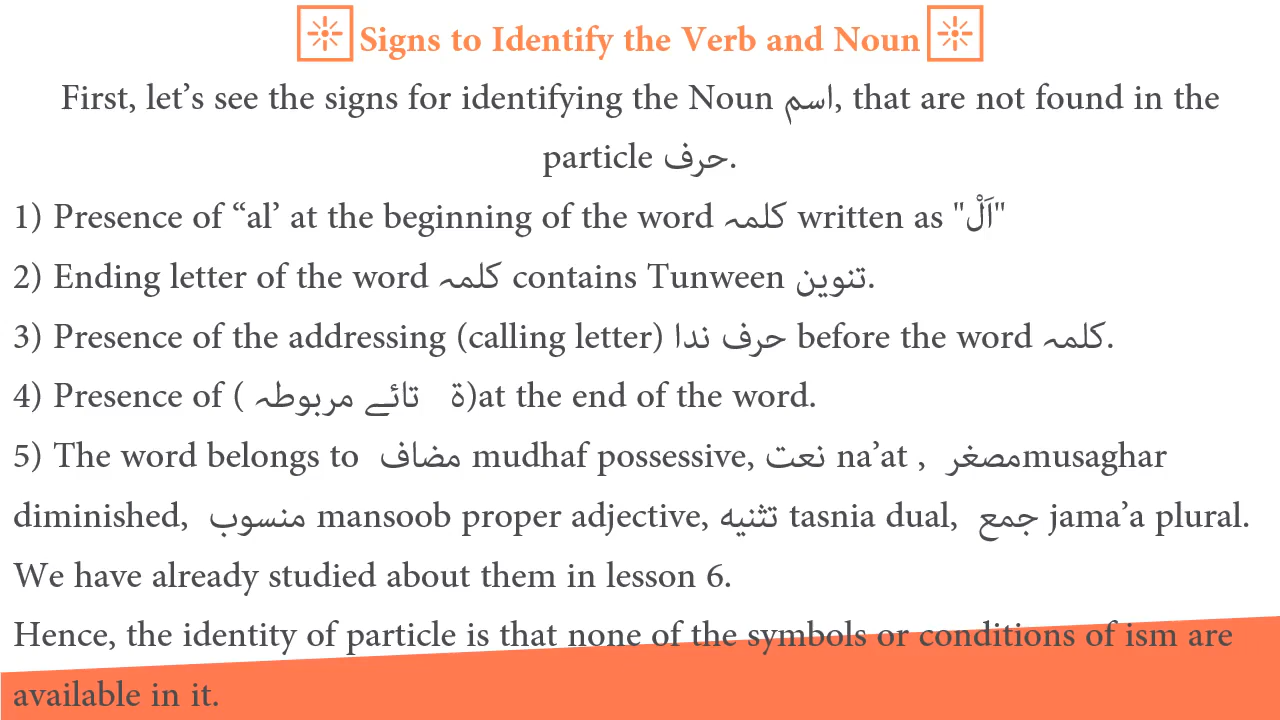 Signs to Identify the Verb and Noun
First, let’s see the signs for identifying the Noun اسم, that are not found in the
particle حرف.
1) Presence of “al’ at the beginning of the word کلمہ written as "اَلْ"
2) Ending letter of the word کلمہ contains Tunween تنوین.
3) Presence of the addressing (calling letter) حرف ندا before the word کلمہ.
4) Presence of ( ة تائے مربوطہ)at the end of the word.
5) The word belongs to مضاف mudhaf possessive, نعت na’at , مصغرmusaghar
diminished, منسوب mansoob proper adjective, تثنیه tasnia dual, جمع jama’a plural.
We have already studied about them in lesson 6.
Hence, the identity of particle is that none of the symbols or conditions of ism are
available in it.